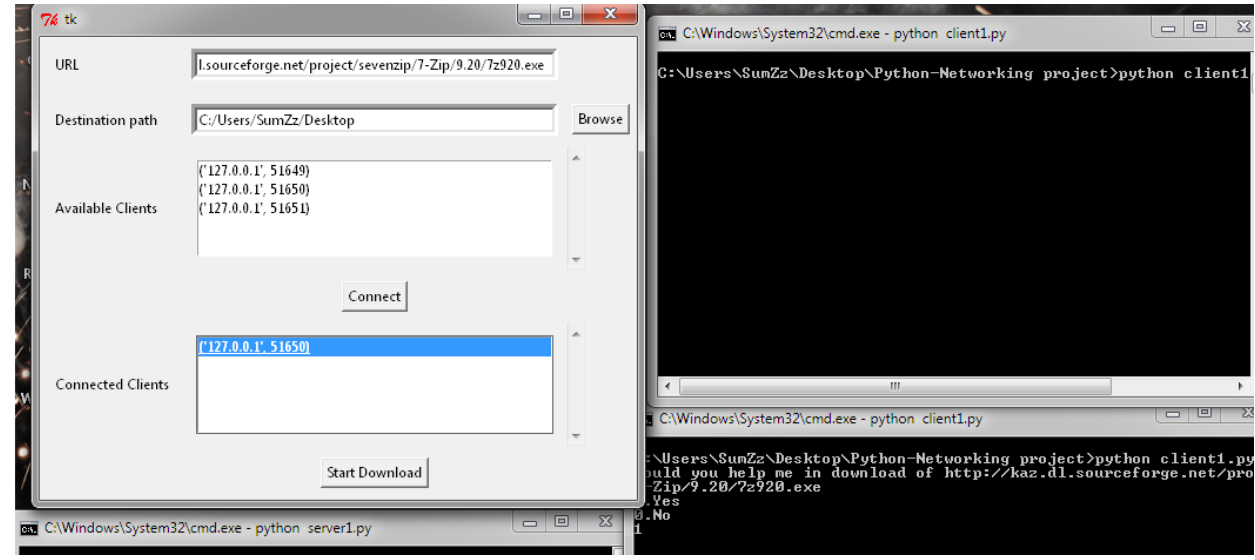 tk
URL
l.sourceforge.net/project/sevenzip/7-Zip/9.20/7z920.exe
Destination path
C:/Users/SumZz/Desktop
Browse
Available Clients
('127.0.0.1', 51649)
('127.0.0.1', 51650)
('127.0.0.1', 51651)
Connect
Connected Clients
('127.0.0.1', 51650)
Start Download
C:\Windows\System32\cmd.exe - python server1.py
C:\Windows\System32\cmd.exe - python client1.py
C:\Users\SumZz\Desktop\Python-Networking project>python client1
C:\Windows\System32\cmd.exe - python client1.py
:\Users\SumZz\Desktop\Python-Networking project>python client1.py
ould you help me in download of http://kaz.dl.sourceforge.net/pro
-Zip/9.20/7z920.exe
.Yes
0.No
1